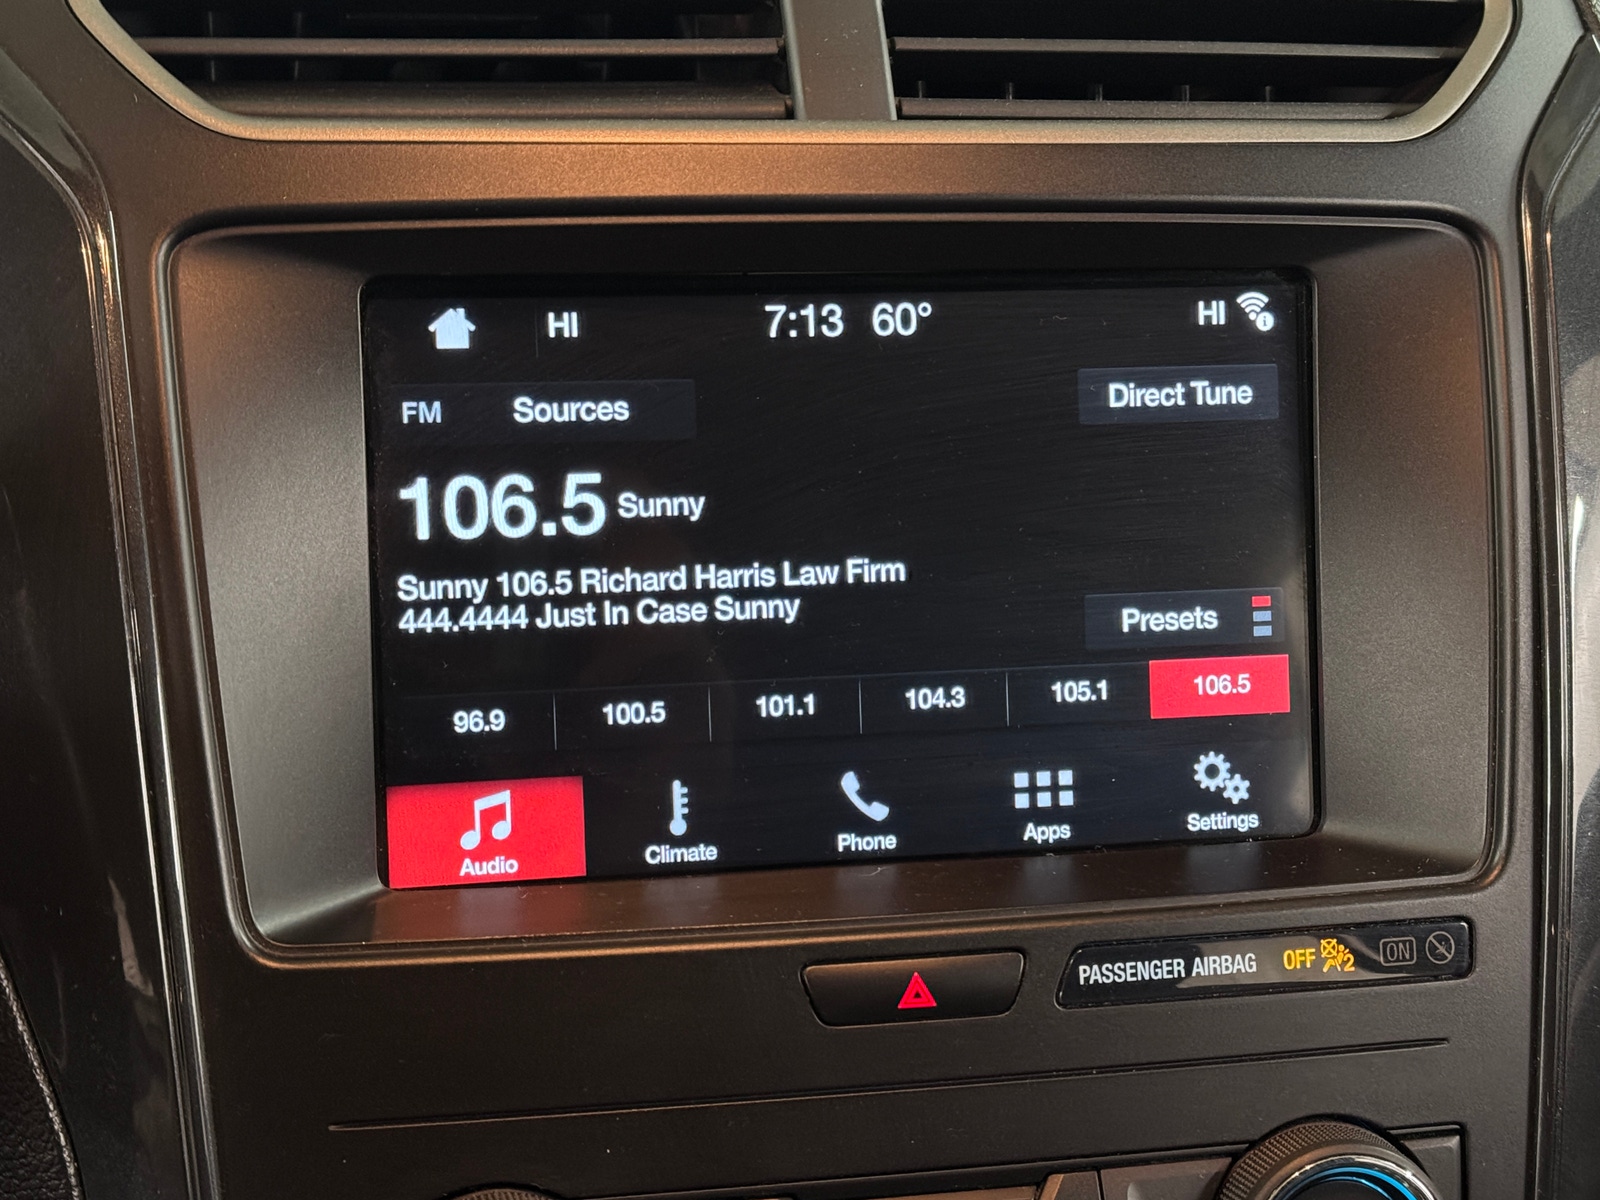 HI 7:13 60° HI
FM Sources Direct Tune
106.5 Sunny
Sunny 106.5 Richard Harris Law Firm
444.4444 Just In Case Sunny
Presets
96.9 100.5 101.1 104.3 105.1 106.5
Audio Climate Phone Apps Settings
PASSENGER AIRBAG OFF 2 ON